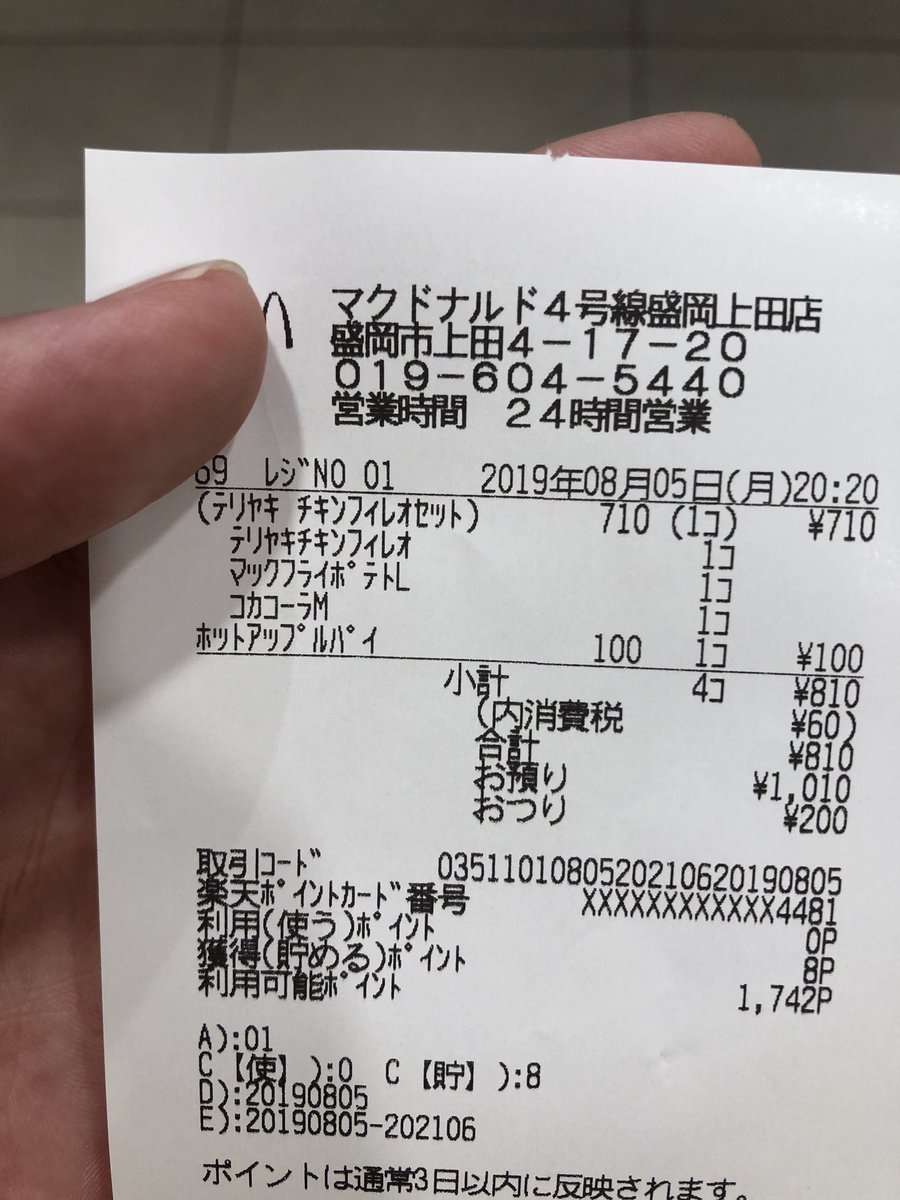 マクドナルド4号線盛岡上田店
盛岡市上田4-17-20
019-604-5440
営業時間 24時間営業
69 ﾚｼﾞNO 01 2019年08月05日(月)20:20
(ﾃﾘﾔｷ ﾁｷﾝﾌｨﾚｵｾｯﾄ) 710 (1ｺ) ¥710
ﾃﾘﾔｷﾁｷﾝﾌｨﾚｵ 1ｺ
ﾏｯｸﾌﾗｲﾎﾟﾃﾄL 1ｺ
ｺｶｺｰﾗM 1ｺ
ﾎｯﾄｱｯﾌﾟﾙﾊﾟｲ 100 1ｺ ¥100
小計 4ｺ ¥810
(内消費税 ¥60)
合計 ¥810
お預り ¥1,010
おつり ¥200
取引ｺｰﾄﾞ 0351101080520210620190805
楽天ﾎﾟｲﾝﾄｶｰﾄﾞ番号 XXXXXXXXXXXX4481
利用(使う)ﾎﾟｲﾝﾄ 0P
獲得(貯める)ﾎﾟｲﾝﾄ 8P
利用可能ﾎﾟｲﾝﾄ 1,742P
A):01
C【使】):0 C【貯】):8
D):20190805
E):20190805-202106
ポイントは通常3日以内に反映されます。